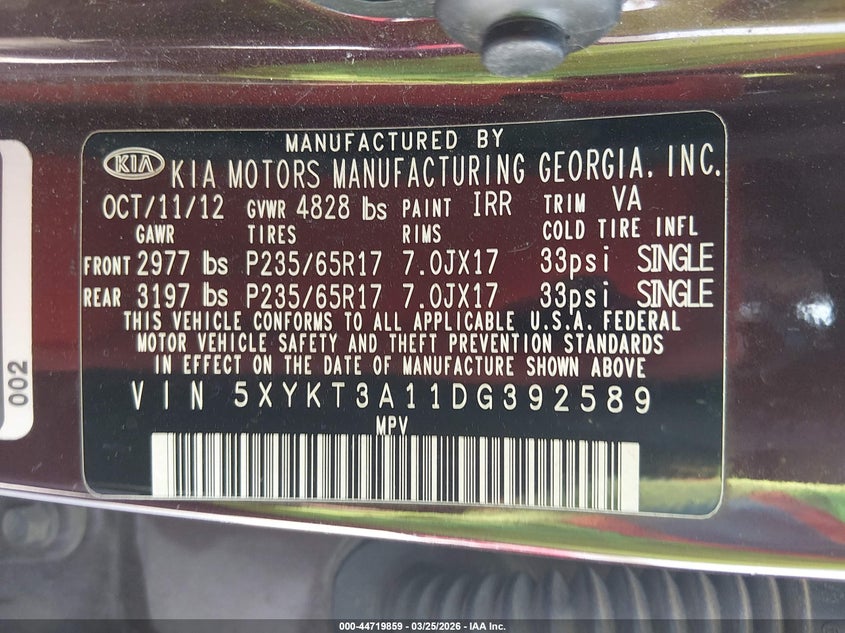 MANUFACTURED BY
KIA KIA MOTORS MANUFACTURING GEORGIA, INC.
OCT/11/12 GVWR 4828 lbs PAINT IRR TRIM VA
GAWR TIRES RIMS COLD TIRE INFL
FRONT 2977 lbs P235/65R17 7.0JX17 33psi SINGLE
REAR 3197 lbs P235/65R17 7.0JX17 33psi SINGLE
THIS VEHICLE CONFORMS TO ALL APPLICABLE U.S.A. FEDERAL
MOTOR VEHICLE SAFETY AND THEFT PREVENTION STANDARDS
IN EFFECT ON THE DATE OF MANUFACTURE SHOWN ABOVE
VIN 5XYKT3A11DG392589
MPV
002
000-44719859 - 03/25/2026 - IAA Inc.